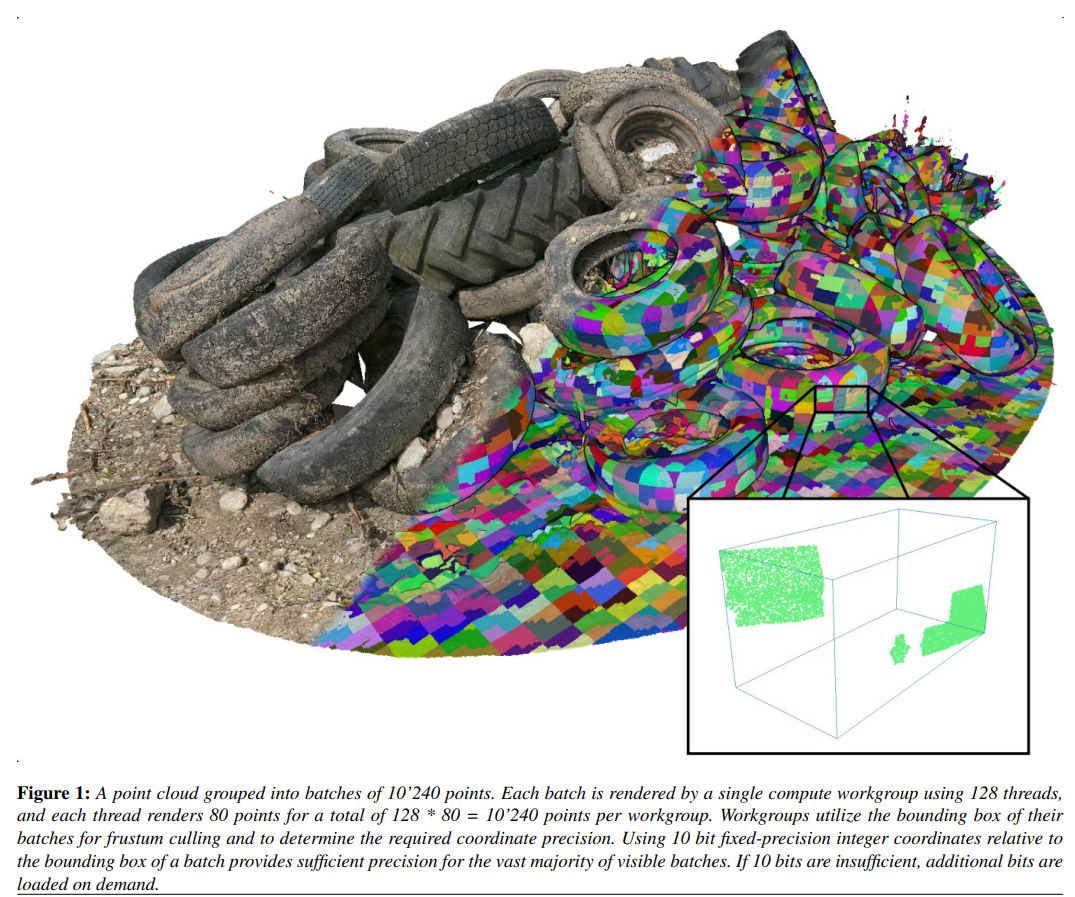 Figure 1: A point cloud grouped into batches of 10’240 points. Each batch is rendered by a single compute workgroup using 128 threads,
and each thread renders 80 points for a total of 128 * 80 = 10’240 points per workgroup. Workgroups utilize the bounding box of their
batches for frustum culling and to determine the required coordinate precision. Using 10 bit fixed-precision integer coordinates relative to
the bounding box of a batch provides sufficient precision for the vast majority of visible batches. If 10 bits are insufficient, additional bits are
loaded on demand.